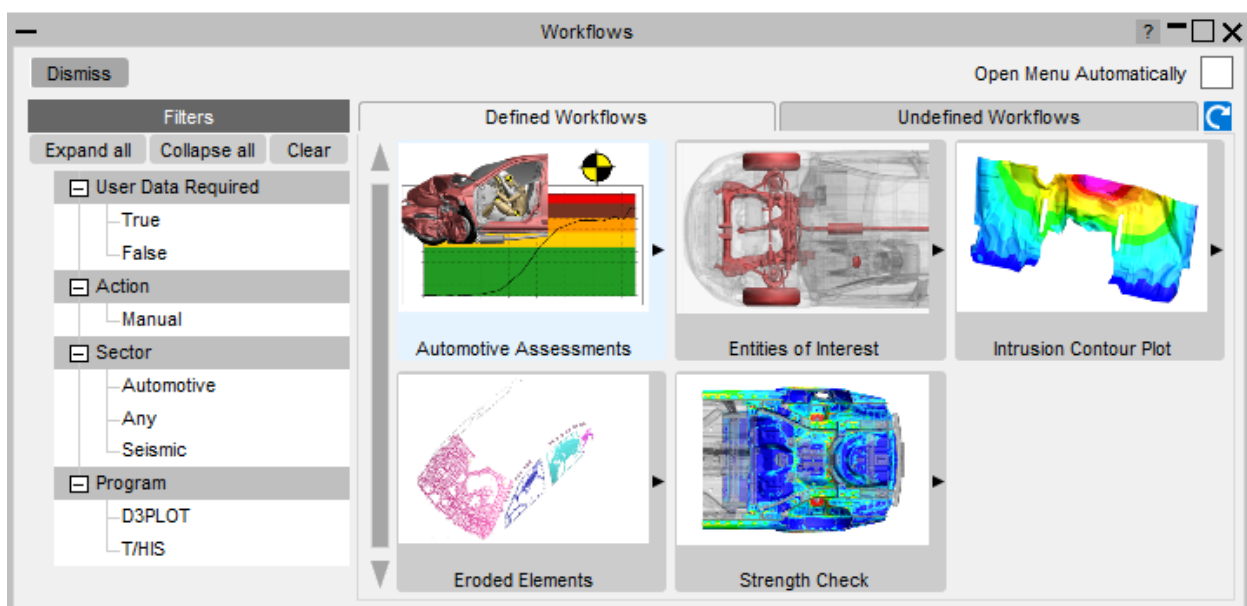 Workflows
?
Dismiss
Open Menu Automatically
Filters
Expand all Collapse all Clear
User Data Required
True
False
Action
Manual
Sector
Automotive
Any
Seismic
Program
D3PLOT
T/HIS
Defined Workflows
Undefined Workflows
Automotive Assessments
Entities of Interest
Intrusion Contour Plot
Eroded Elements
Strength Check